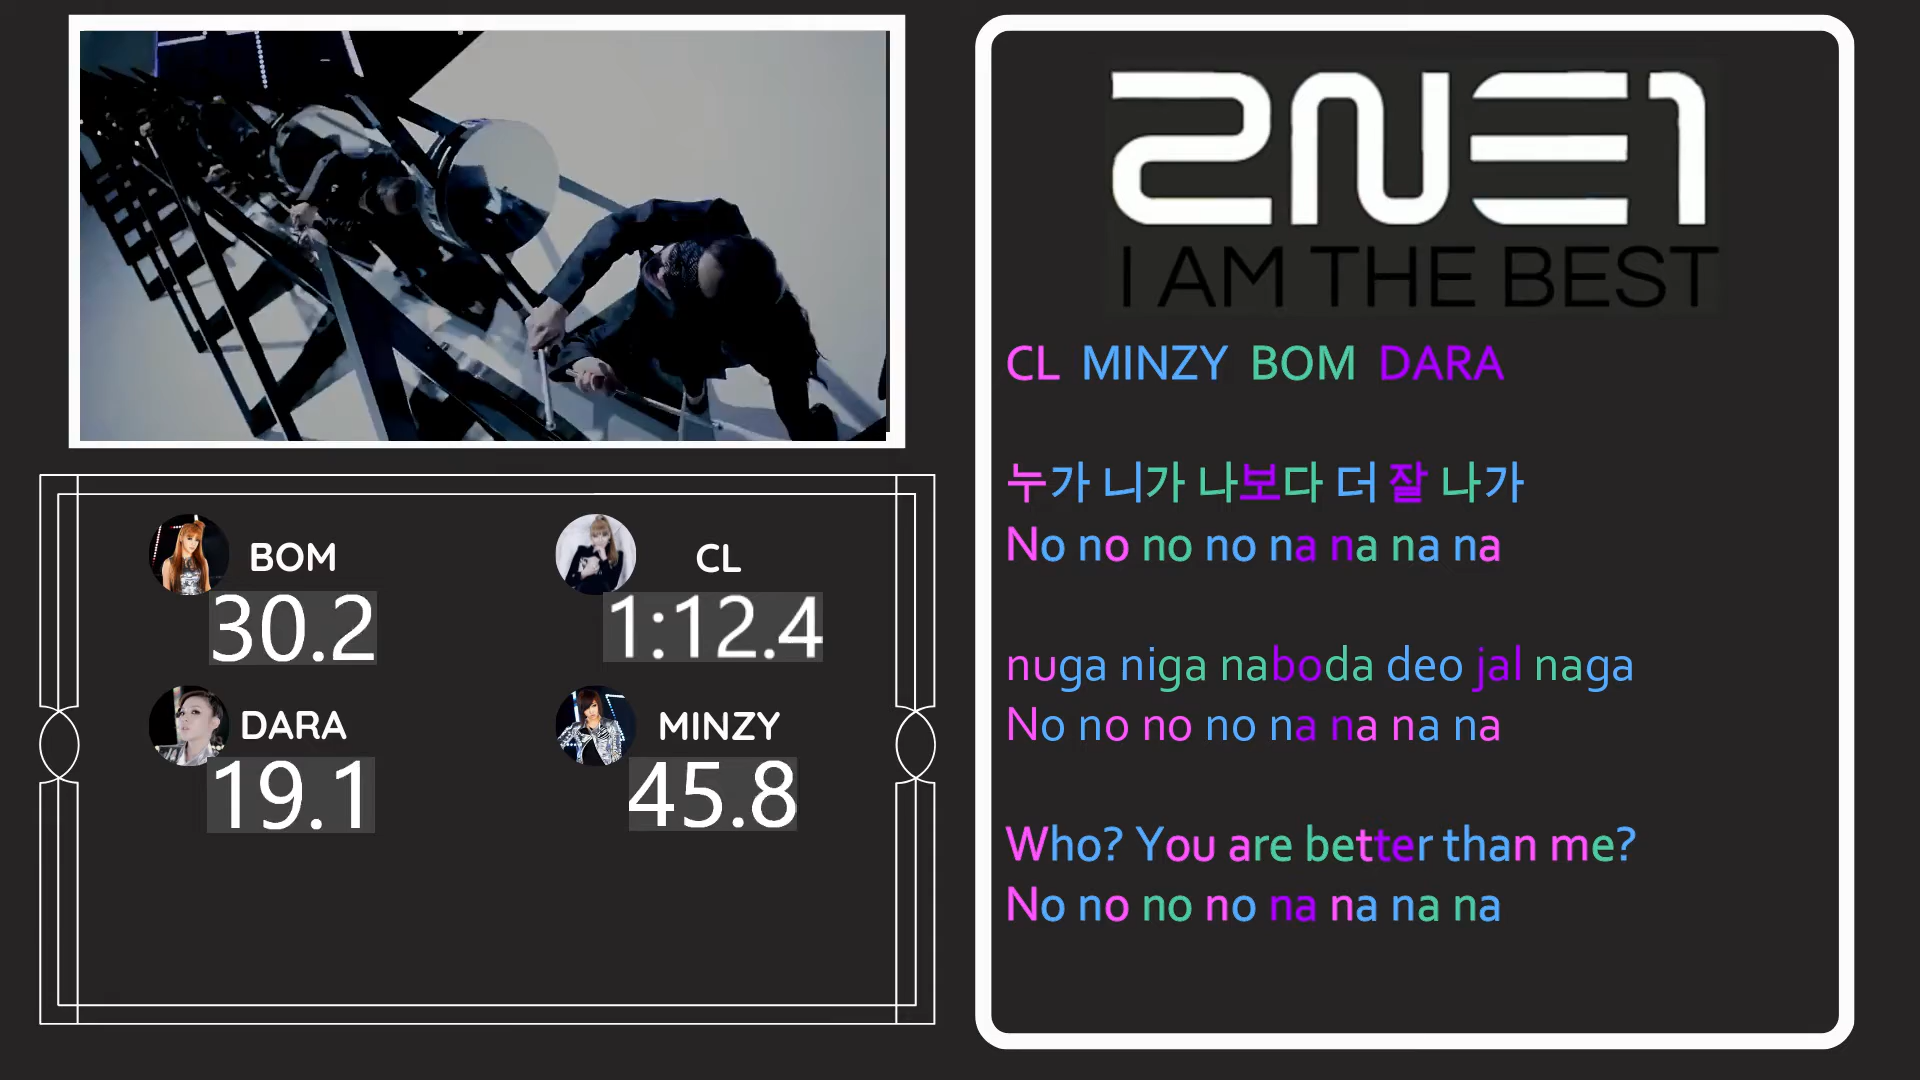 2NE1
I AM THE BEST
CL MINZY BOM DARA
누가 니가 나보다 더 잘 나가
No no no no na na na na
nuga niga naboda deo jal naga
No no no no na na na na
Who? You are better than me?
No no no no na na na na
BOM
30.2
CL
1:12.4
DARA
19.1
MINZY
45.8